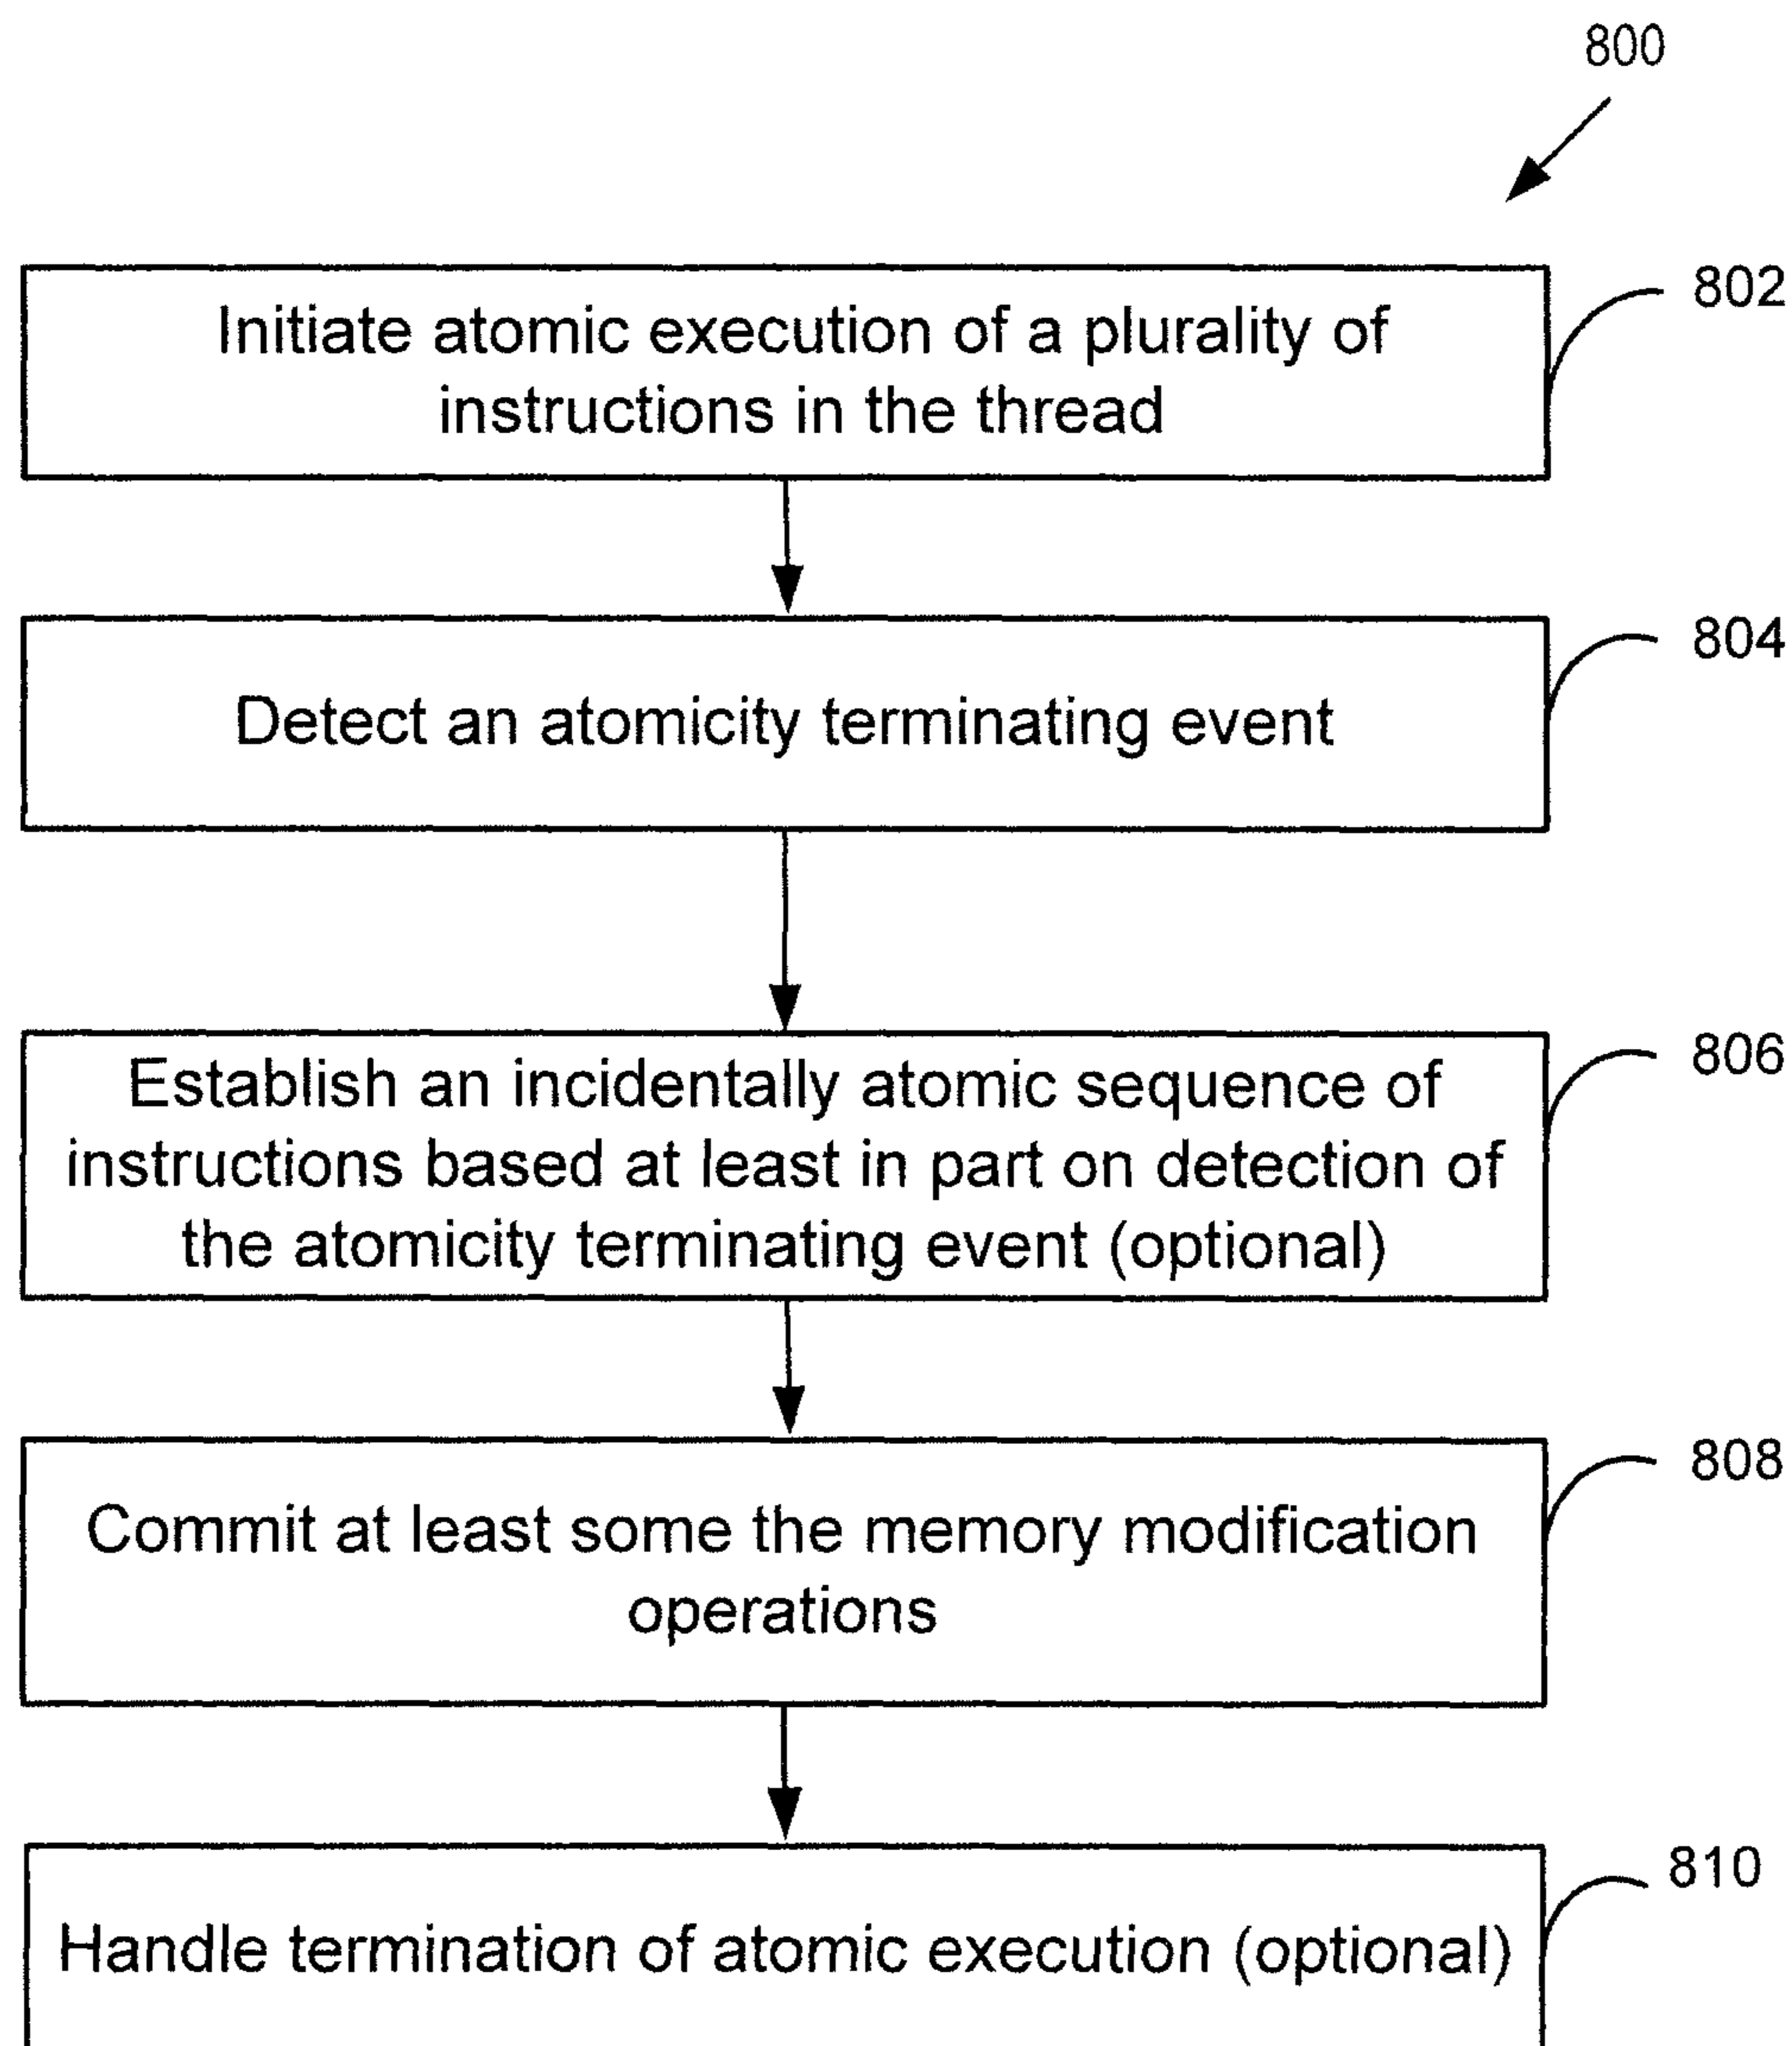 800
802
Initiate atomic execution of a plurality of
instructions in the thread
804
Detect an atomicity terminating event
806
Establish an incidentally atomic sequence of
instructions based at least in part on detection of
the atomicity terminating event (optional)
808
Commit at least some the memory modification
operations
810
Handle termination of atomic execution (optional)